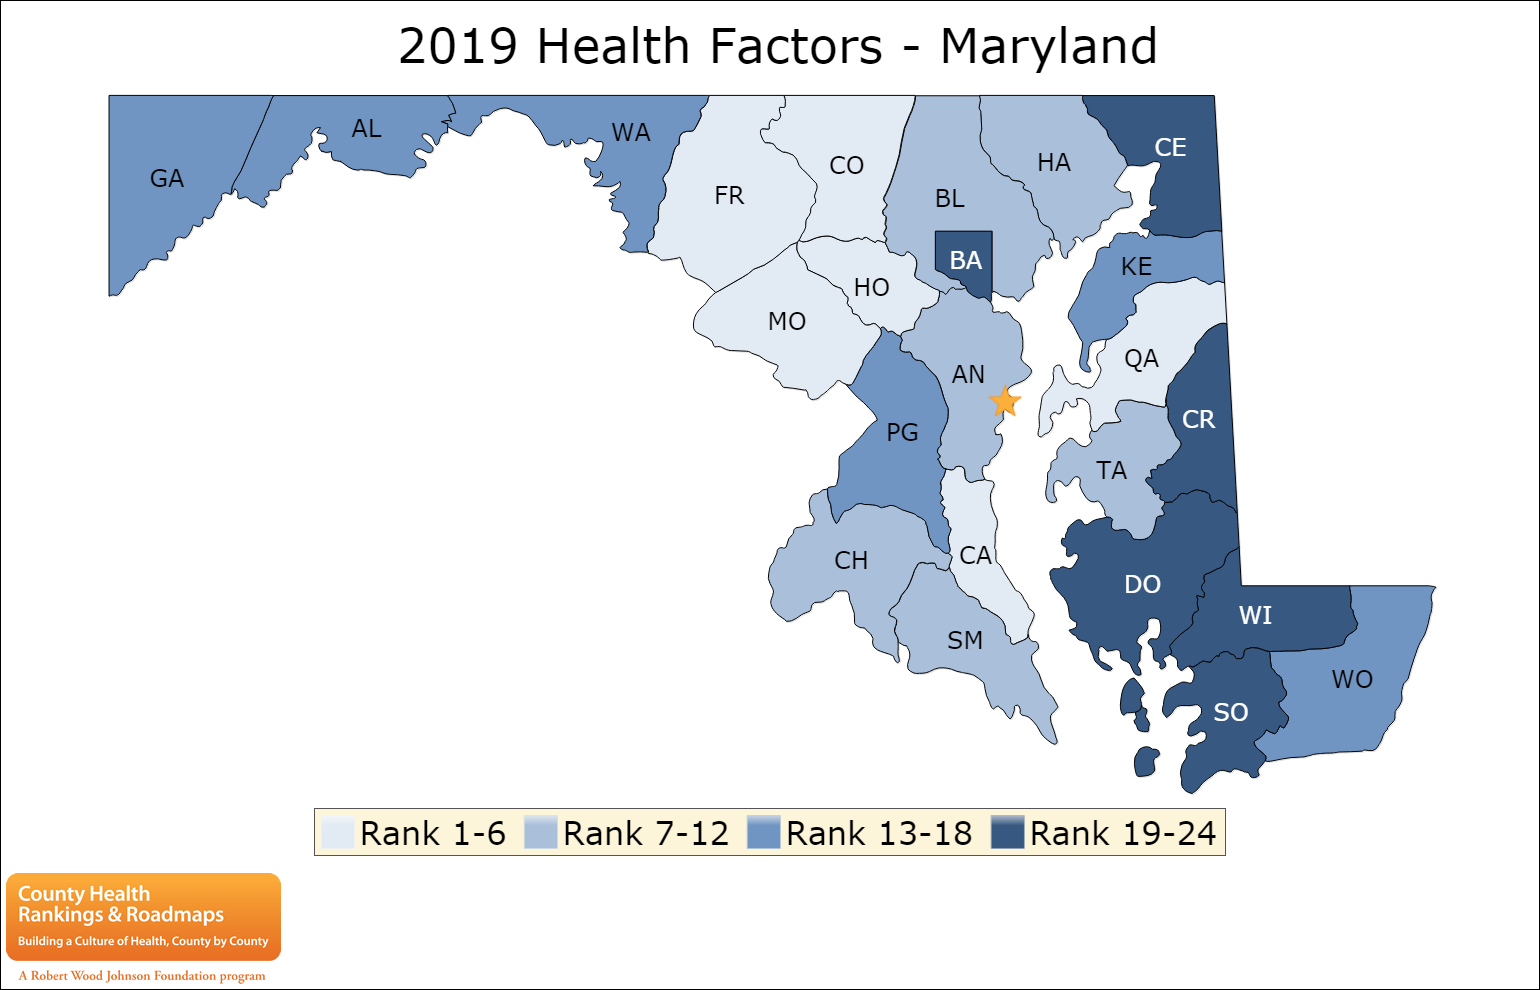 2019 Health Factors - Maryland
GA
AL
WA
FR
CO
BL
HA
CE
BA
KE
HO
MO
QA
AN
CR
PG
TA
CH
CA
DO
WI
SM
WO
SO
Rank 1-6 Rank 7-12 Rank 13-18 Rank 19-24
County Health
Rankings & Roadmaps
Building a Culture of Health, County by County
A Robert Wood Johnson Foundation program